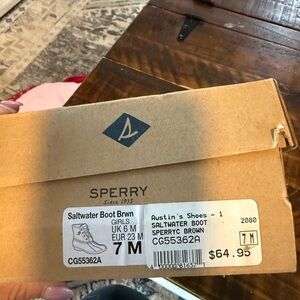 SPERRY
Since 1935
Saltwater Boot Brwn
GIRLS
UK 6 M
EUR 23 M
7 M
CG55362A
Austin's Shoes - 1
2080
SALTWATER BOOT
SPERRYC BROWN
CG55362A
7 M
$64.95